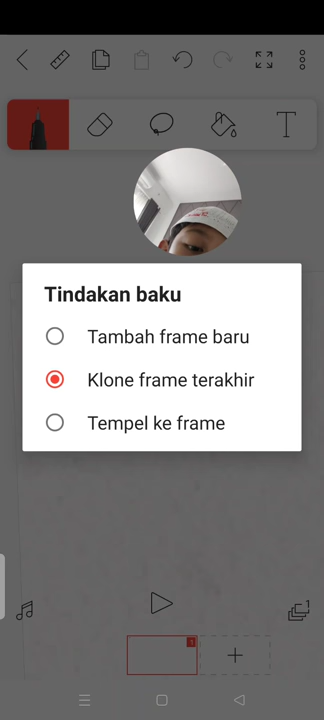 T
Tindakan baku
Tambah frame baru
Klone frame terakhir
Tempel ke frame
1